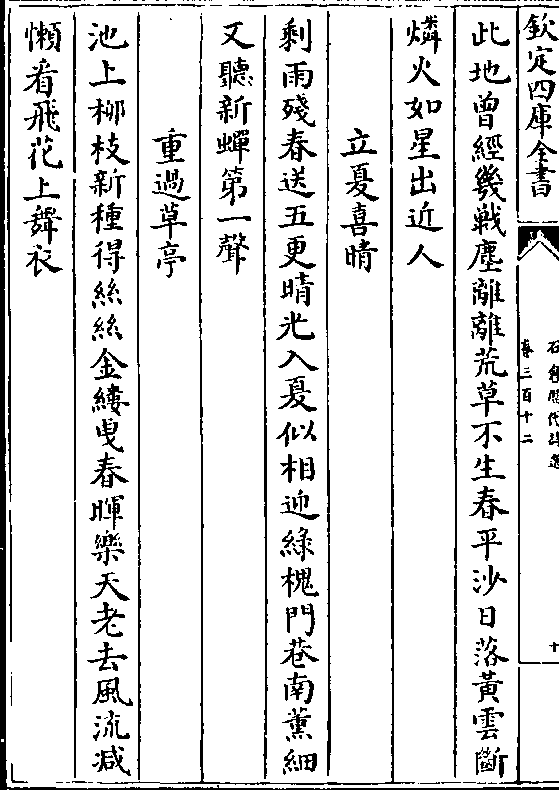 欽定四庫全書
石倉歷代詩選
卷三百十二
十
此地曾經幾戰塵離離荒草不生春平沙日落黃雲斷
燐火如星出近人
立夏喜晴
剩雨殘春送五更晴光入夏似相迎綠槐門巷南薰細
又聽新蟬第一聲
重過草亭
池上柳枝新種得絲絲金縷曳春暉樂天老去風流减
懶看飛花上舞衣